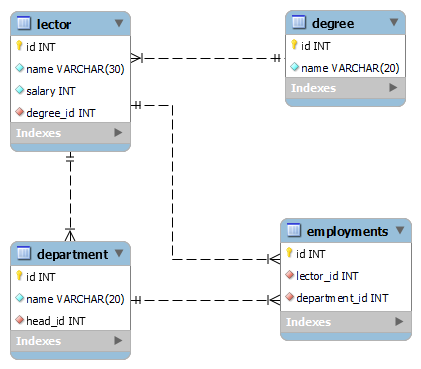 lector
id INT
name VARCHAR(30)
salary INT
degree_id INT
Indexes
degree
id INT
name VARCHAR(20)
Indexes
department
id INT
name VARCHAR(20)
head_id INT
Indexes
employments
id INT
lector_id INT
department_id INT
Indexes